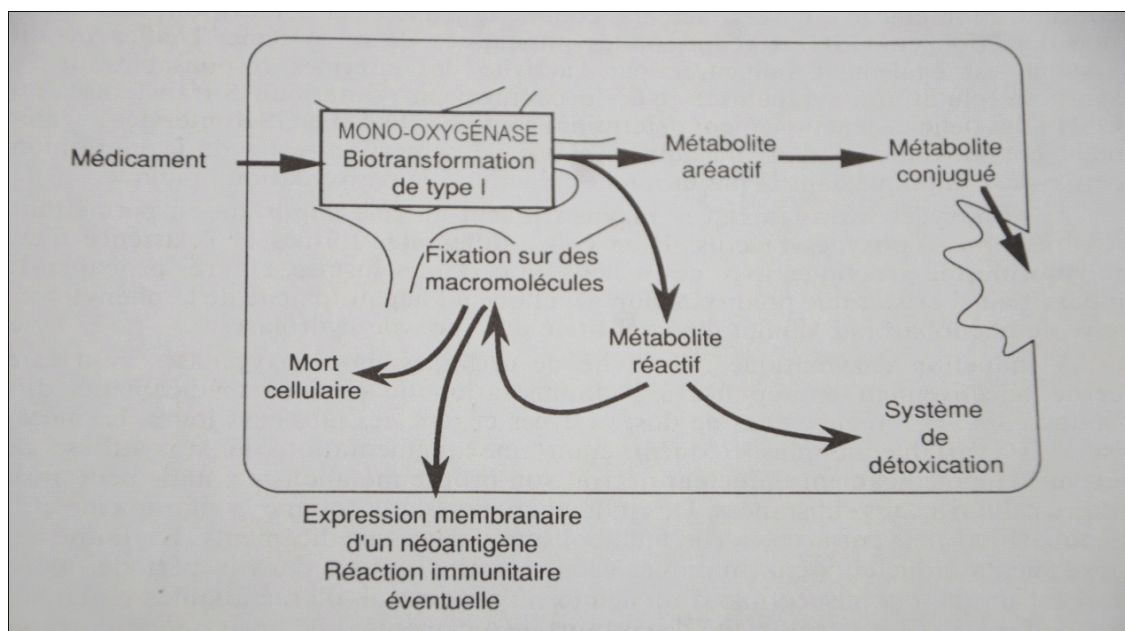 Médicament
MONO-OXYGÉNASE
Biotransformation
de type I
Métabolite
aréactif
Métabolite
conjugué
Fixation sur des
macromolécules
Mort
cellulaire
Métabolite
réactif
Système
de
détoxication
Expression membranaire
d'un néoantigène
Réaction immunitaire
éventuelle